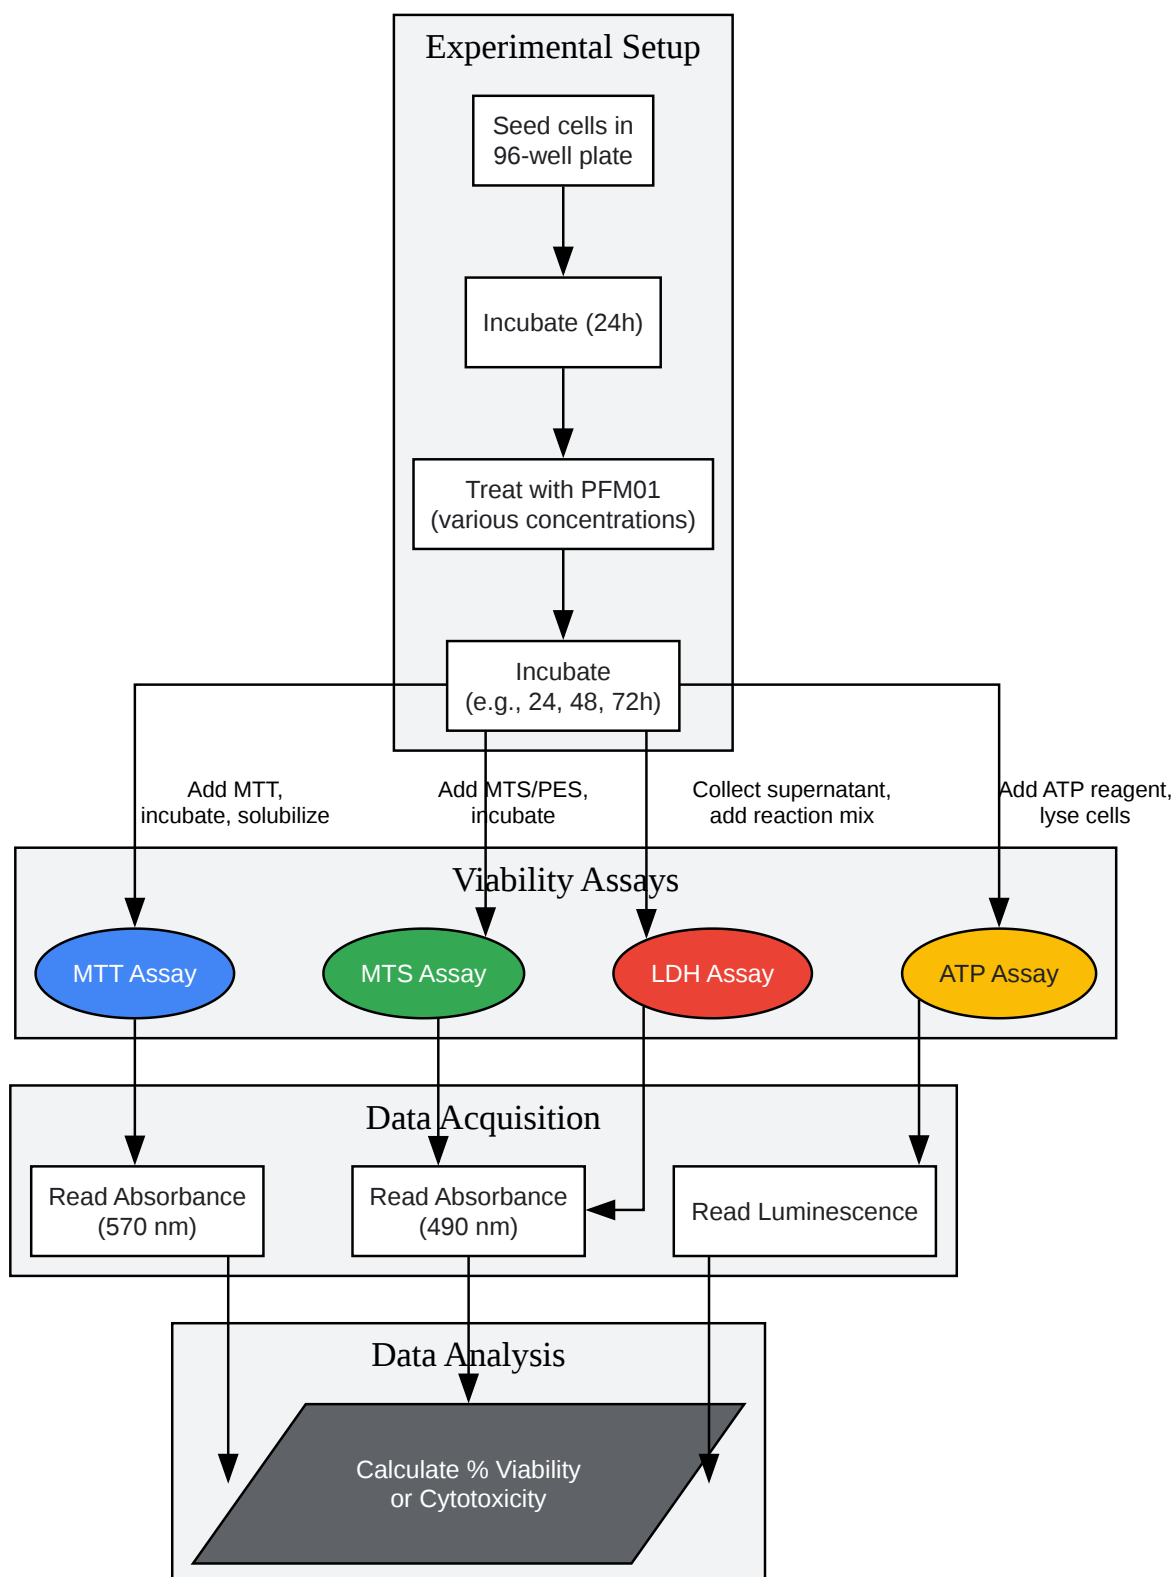 Experimental Setup
Seed cells in
96-well plate
Incubate (24h)
Treat with PFM01
(various concentrations)
Incubate
(e.g., 24, 48, 72h)
Add MTT,
incubate, solubilize
Add MTS/PES,
incubate
Collect supernatant,
add reaction mix
Add ATP reagent,
lyse cells
Viability Assays
MTT Assay
MTS Assay
LDH Assay
ATP Assay
Data Acquisition
Read Absorbance
(570 nm)
Read Absorbance
(490 nm)
Read Luminescence
Data Analysis
Calculate % Viability
or Cytotoxicity